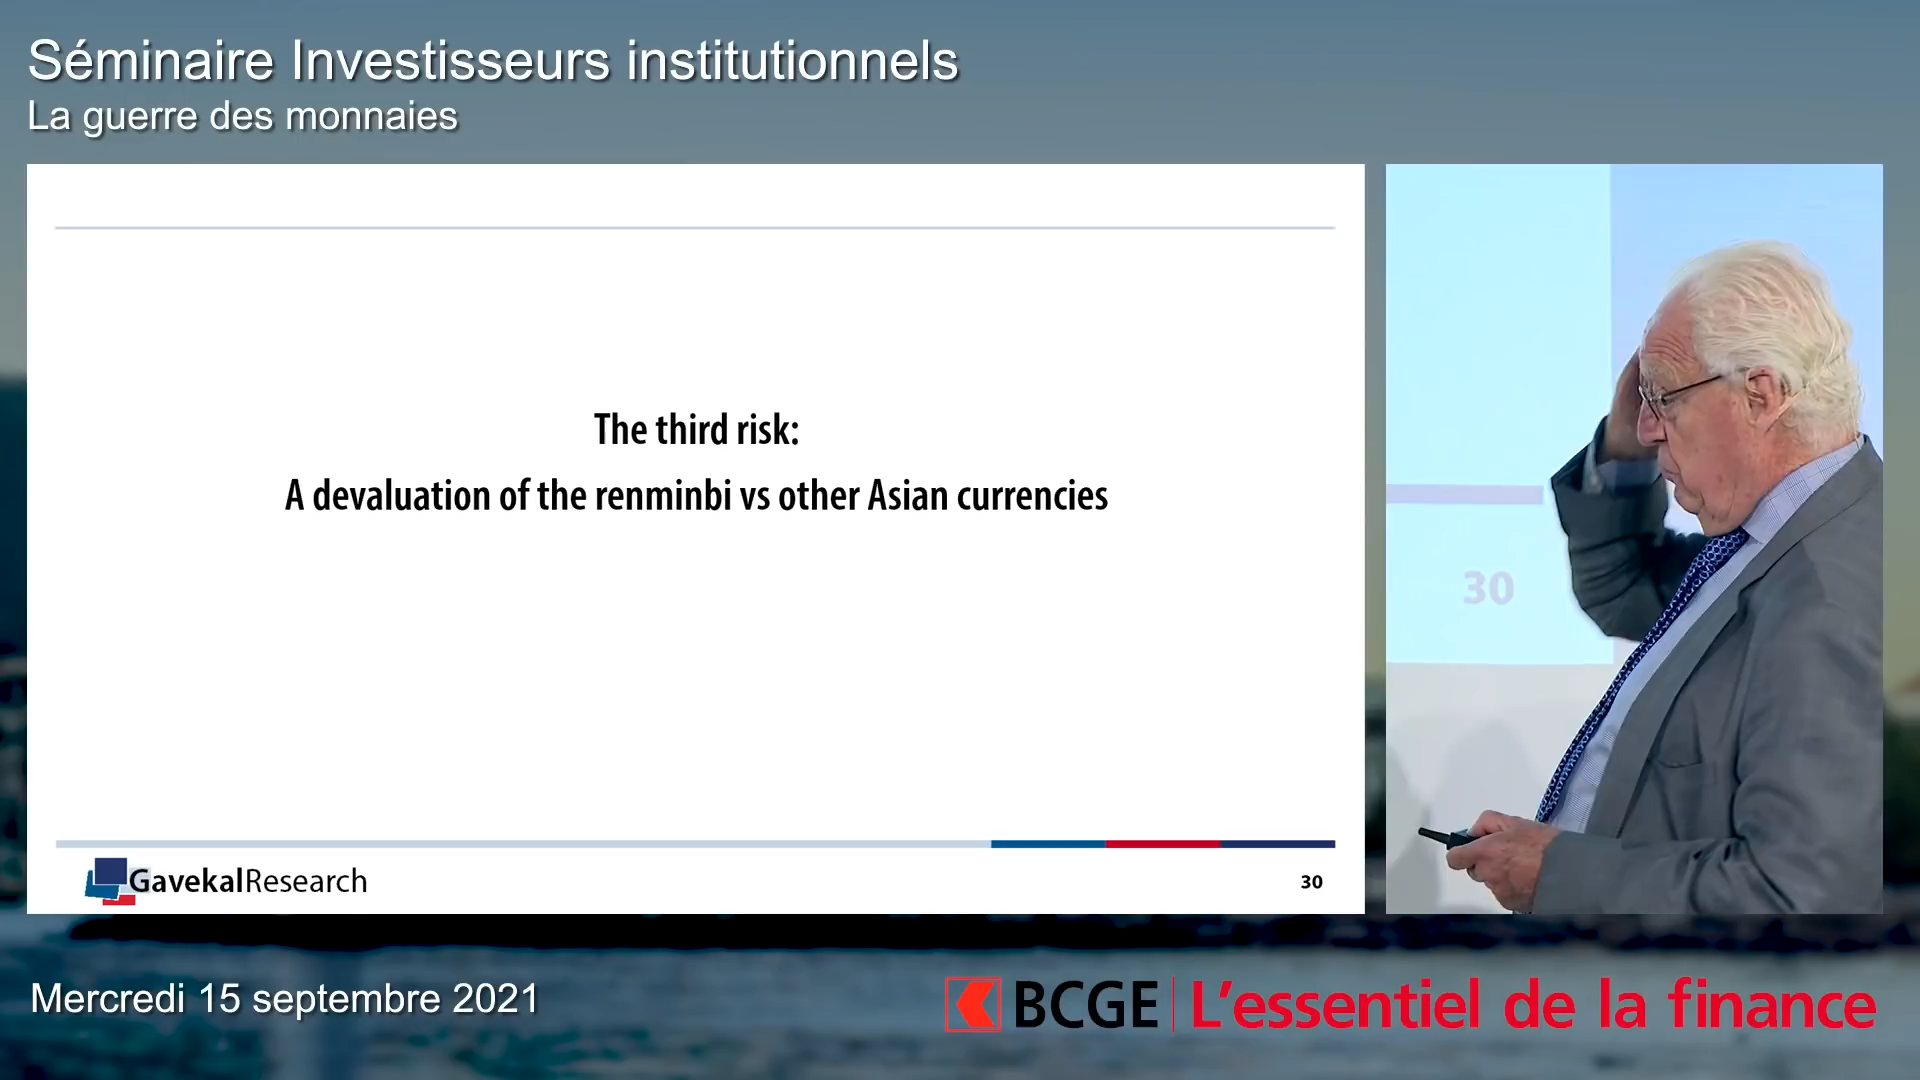 Séminaire Investisseurs institutionnels
La guerre des monnaies
The third risk:
A devaluation of the renminbi vs other Asian currencies
GavekalResearch
30
30
Mercredi 15 septembre 2021
BCGE | L'essentiel de la finance